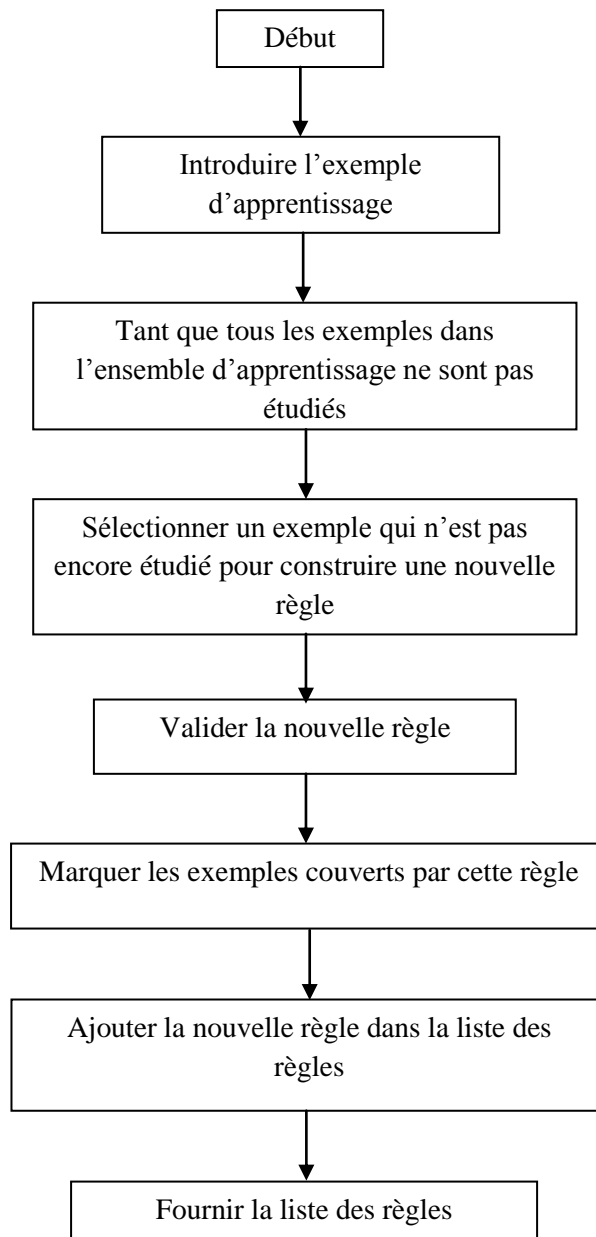 Début
Introduire l’exemple
d’apprentissage
Tant que tous les exemples dans
l’ensemble d’apprentissage ne sont pas
étudiés
Sélectionner un exemple qui n’est pas
encore étudié pour construire une nouvelle
règle
Valider la nouvelle règle
Marquer les exemples couverts par cette règle
Ajouter la nouvelle règle dans la liste des
règles
Fournir la liste des règles